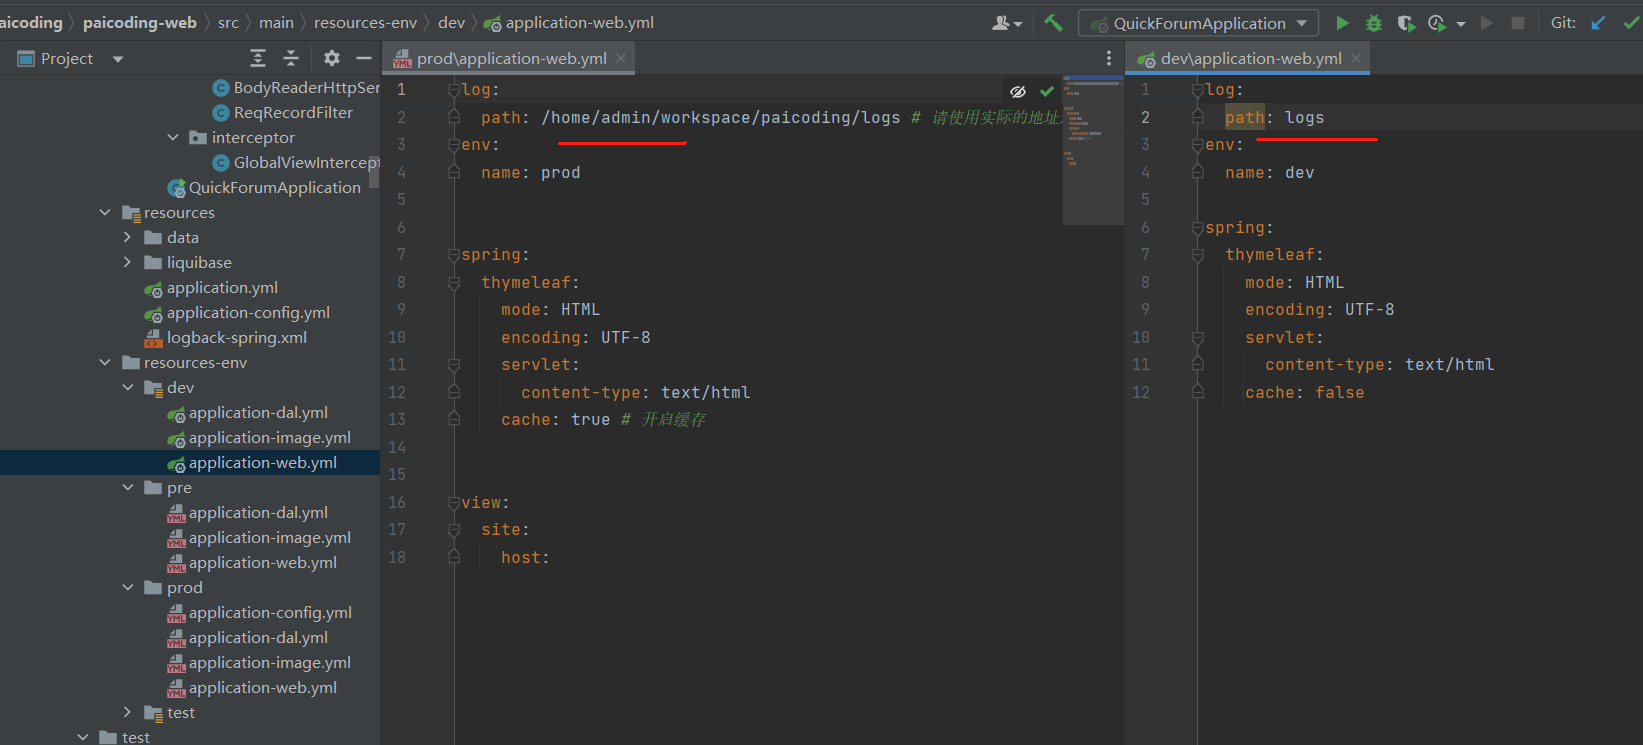 aicoding paicoding-web src main resources-env dev application-web.yml QuickForumApplication Git:
Project
BodyReaderHttpSer
ReqRecordFilter
interceptor
GlobalViewIntercept
QuickForumApplication
resources
data
liquibase
application.yml
application-config.yml
logback-spring.xml
resources-env
dev
application-dal.yml
application-image.yml
application-web.yml
pre
application-dal.yml
application-image.yml
application-web.yml
prod
application-config.yml
application-dal.yml
application-image.yml
application-web.yml
test
test
prod\application-web.yml
1 log:
2 path: /home/admin/workspace/paicoding/logs # 请使用实际的地址
3 env:
4 name: prod
5
6
7 spring:
8 thymeleaf:
9 mode: HTML
10 encoding: UTF-8
11 servlet:
12 content-type: text/html
13 cache: true # 开启缓存
14
15
16 view:
17 site:
18 host:
dev\application-web.yml
1 log:
2 path: logs
3 env:
4 name: dev
5
6 spring:
7 thymeleaf:
8 mode: HTML
9 encoding: UTF-8
10 servlet:
11 content-type: text/html
12 cache: false